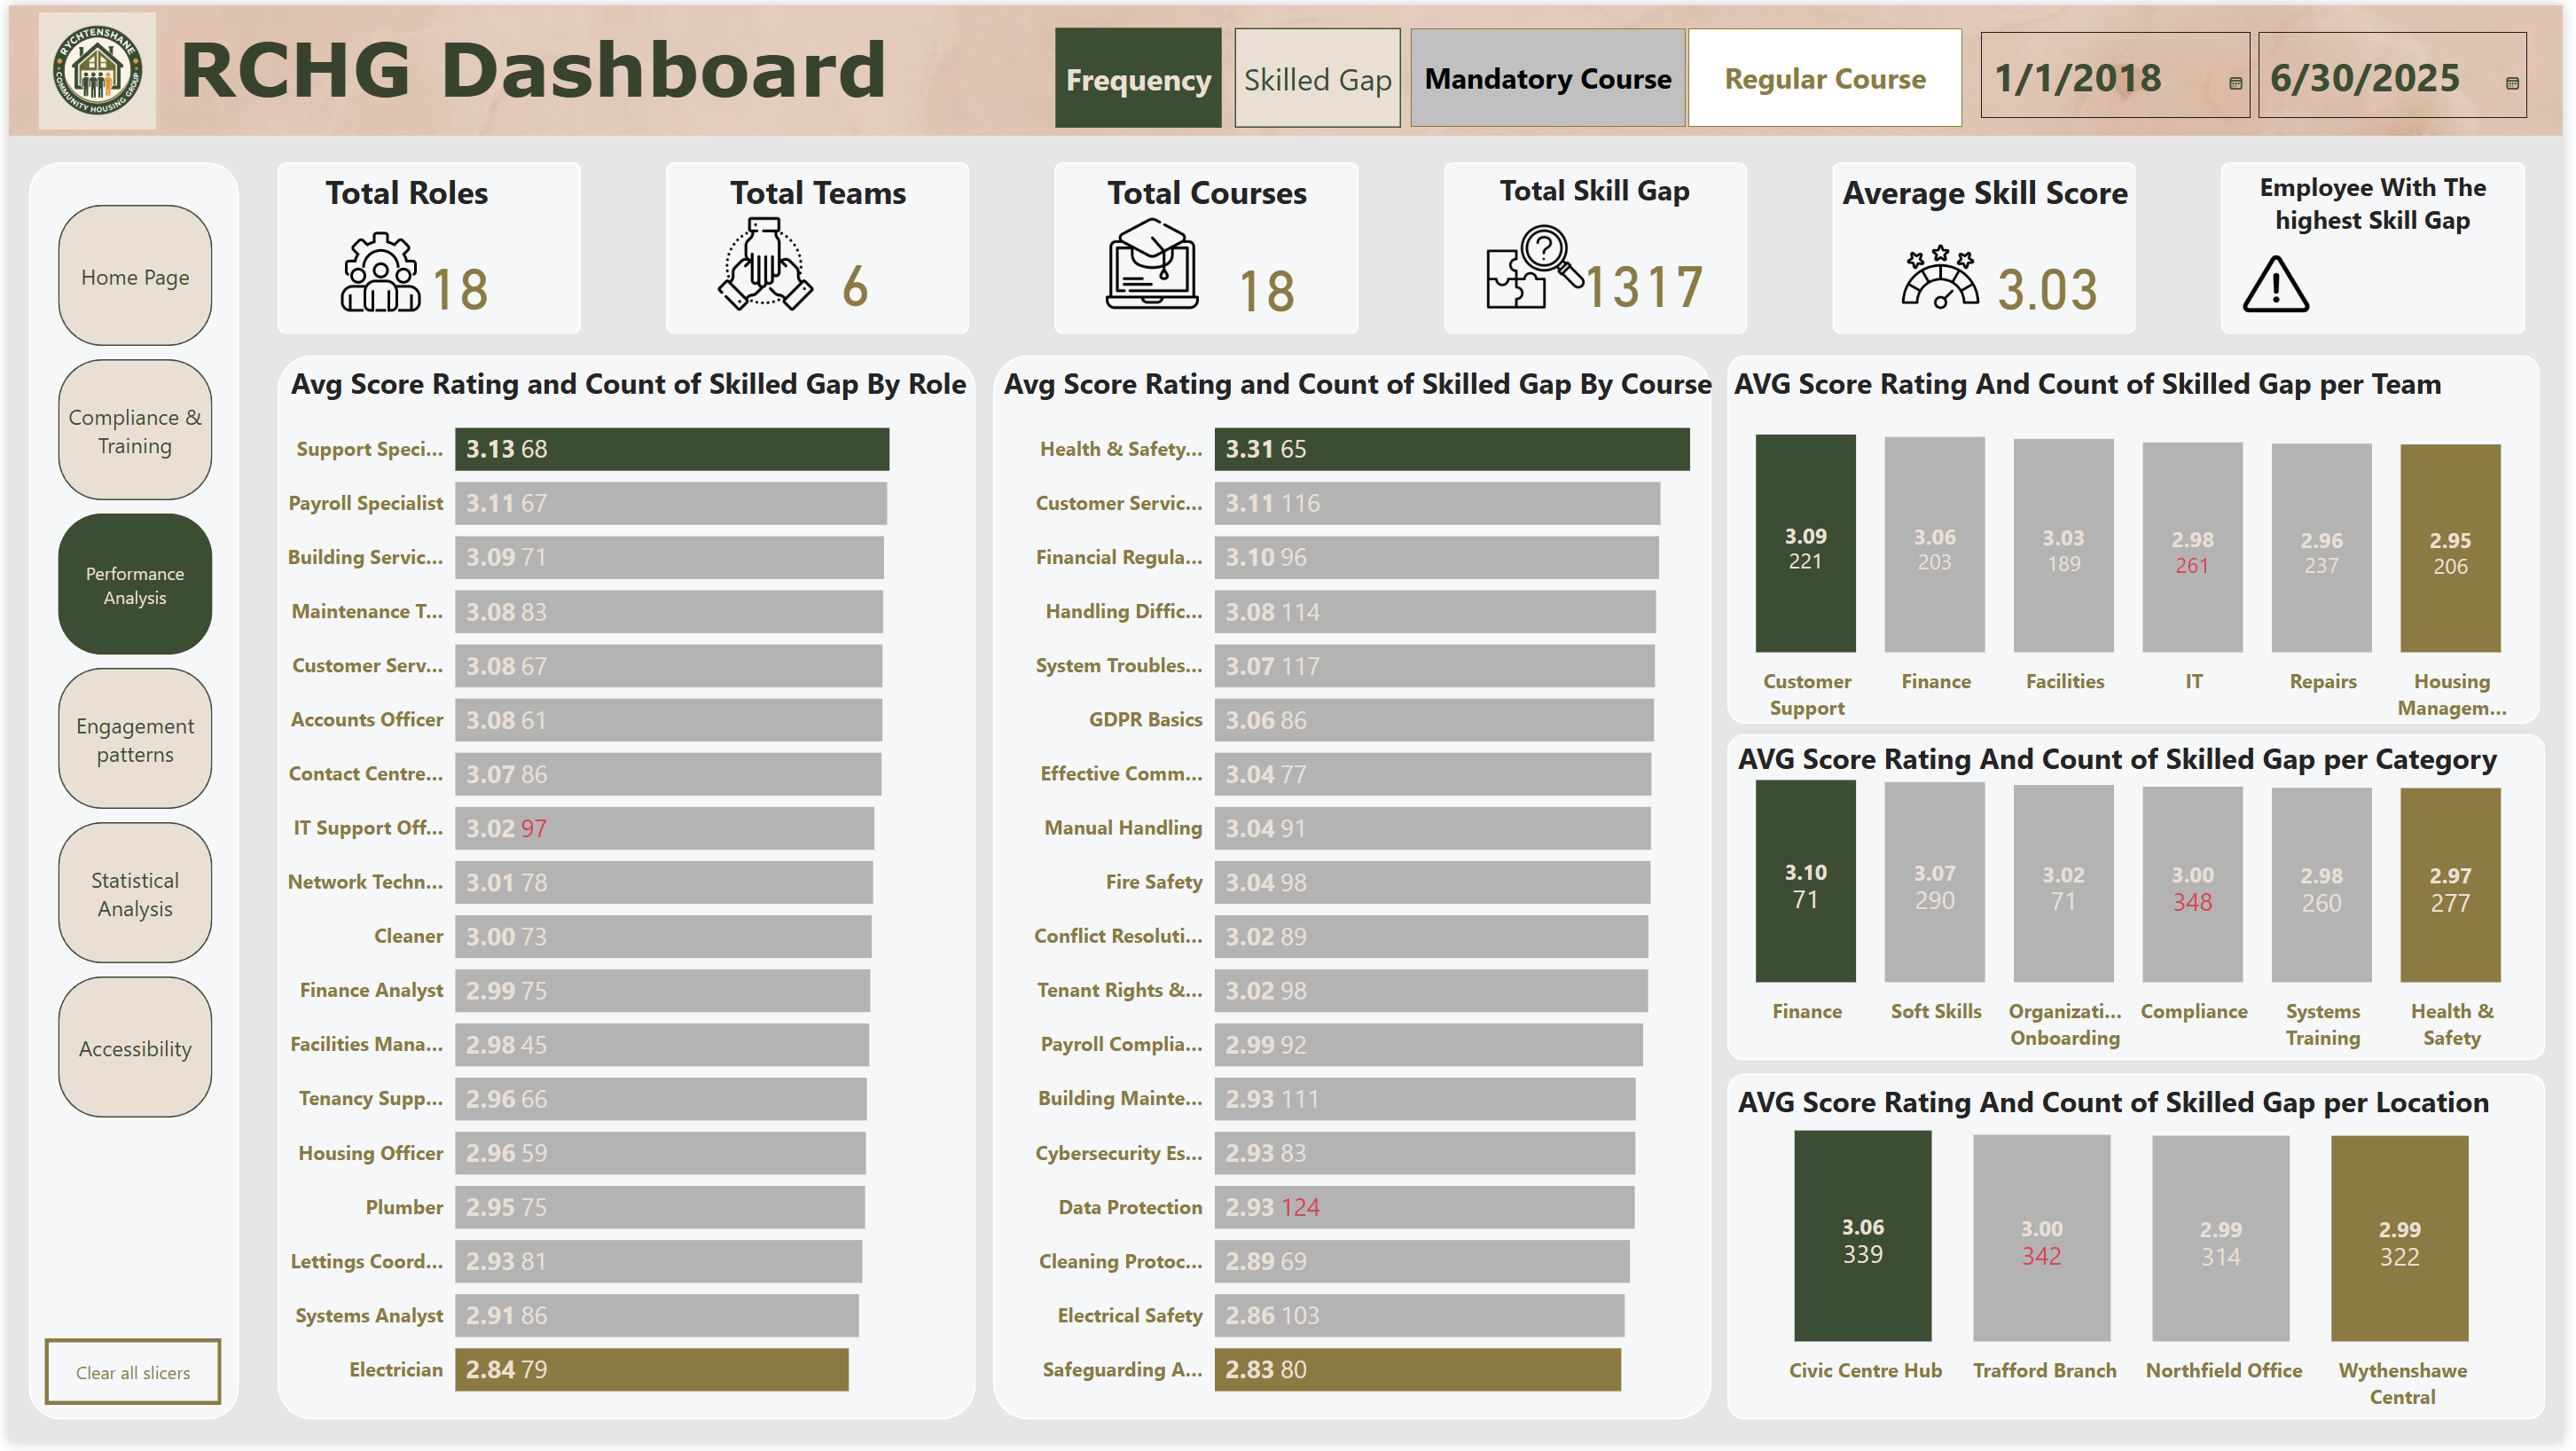 RYCHTENSHANE
COMMUNITY HOUSING GROUP
RCHG Dashboard
Frequency
Skilled Gap
Mandatory Course
Regular Course
1/1/2018
6/30/2025
Home Page
Compliance &
Training
Performance
Analysis
Engagement
patterns
Statistical
Analysis
Accessibility
Clear all slicers
Total Roles
18
Total Teams
6
Total Courses
18
Total Skill Gap
1317
Average Skill Score
3.03
Employee With The
highest Skill Gap
Avg Score Rating and Count of Skilled Gap By Role
Support Speci... 3.13 68
Payroll Specialist 3.11 67
Building Servic... 3.09 71
Maintenance T... 3.08 83
Customer Serv... 3.08 67
Accounts Officer 3.08 61
Contact Centre... 3.07 86
IT Support Off... 3.02 97
Network Techn... 3.01 78
Cleaner 3.00 73
Finance Analyst 2.99 75
Facilities Mana... 2.98 45
Tenancy Supp... 2.96 66
Housing Officer 2.96 59
Plumber 2.95 75
Lettings Coord... 2.93 81
Systems Analyst 2.91 86
Electrician 2.84 79
Avg Score Rating and Count of Skilled Gap By Course
Health & Safety... 3.31 65
Customer Servic... 3.11 116
Financial Regula... 3.10 96
Handling Diffic... 3.08 114
System Troubles... 3.07 117
GDPR Basics 3.06 86
Effective Comm... 3.04 77
Manual Handling 3.04 91
Fire Safety 3.04 98
Conflict Resoluti... 3.02 89
Tenant Rights &... 3.02 98
Payroll Complia... 2.99 92
Building Mainte... 2.93 111
Cybersecurity Es... 2.93 83
Data Protection 2.93 124
Cleaning Protoc... 2.89 69
Electrical Safety 2.86 103
Safeguarding A... 2.83 80
AVG Score Rating And Count of Skilled Gap per Team
3.09 3.06 3.03 2.98 2.96 2.95
221 203 189 261 237 206
Customer Finance Facilities IT Repairs Housing
Support Managem...
AVG Score Rating And Count of Skilled Gap per Category
3.10 3.07 3.02 3.00 2.98 2.97
71 290 71 348 260 277
Finance Soft Skills Organizati... Compliance Systems Health &
Onboarding Training Safety
AVG Score Rating And Count of Skilled Gap per Location
3.06 3.00 2.99 2.99
339 342 314 322
Civic Centre Hub Trafford Branch Northfield Office Wythenshawe
Central